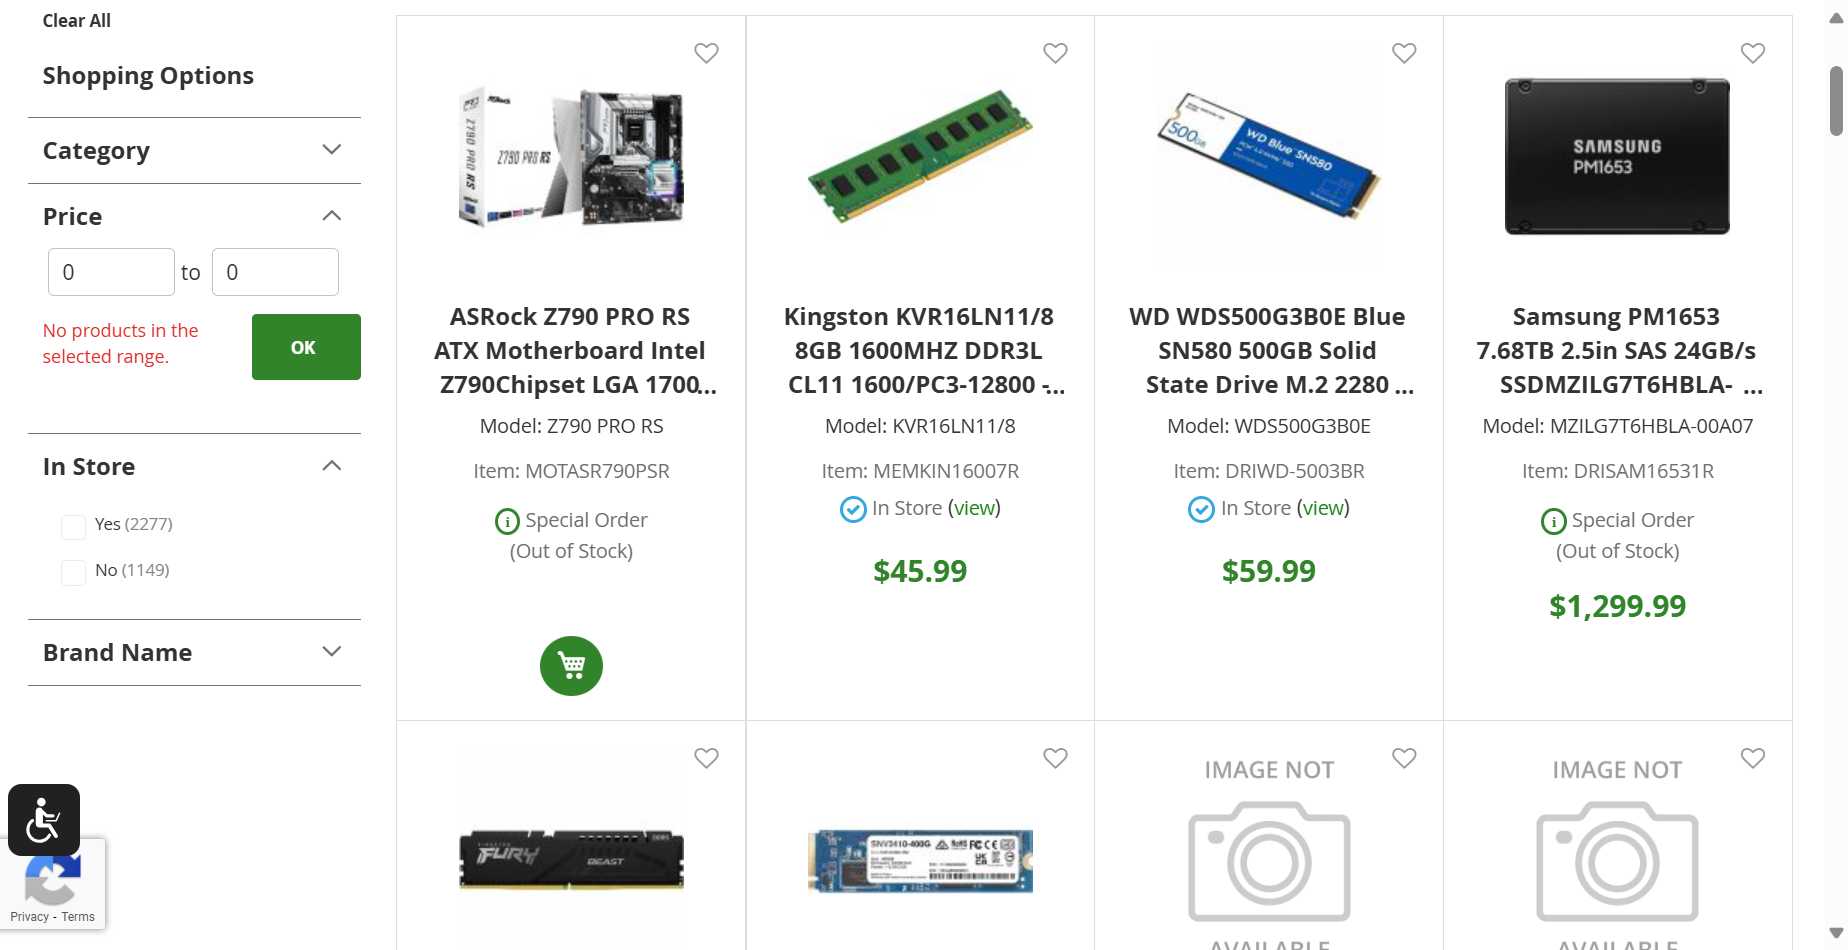 Clear All
Shopping Options
Category
Price
0 to 0
No products in the
selected range.
OK
In Store
Yes (2277)
No (1149)
Brand Name
Privacy - Terms
Z790 PRO RS
ASRock Z790 PRO RS
ATX Motherboard Intel
Z790Chipset LGA 1700...
Model: Z790 PRO RS
Item: MOTASR790PSR
Special Order
(Out of Stock)
Kingston KVR16LN11/8
8GB 1600MHZ DDR3L
CL11 1600/PC3-12800 -...
Model: KVR16LN11/8
Item: MEMKIN16007R
In Store (view)
$45.99
500GB
WD Blue SN580
WD WDS500G3B0E Blue
SN580 500GB Solid
State Drive M.2 2280 ...
Model: WDS500G3B0E
Item: DRIWD-5003BR
In Store (view)
$59.99
SAMSUNG
PM1653
Samsung PM1653
7.68TB 2.5in SAS 24GB/s
SSDMZILG7T6HBLA- ...
Model: MZILG7T6HBLA-00A07
Item: DRISAM16531R
Special Order
(Out of Stock)
$1,299.99
FURY
BEAST
SNV3410-400G
IMAGE NOT
AVAILABLE
IMAGE NOT
AVAILABLE